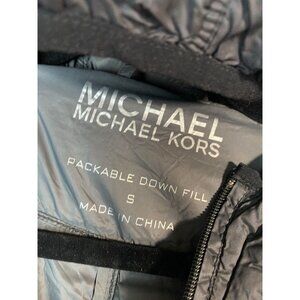 MICHAEL
MICHAEL KORS
PACKABLE DOWN FILL
S
MADE IN CHINA